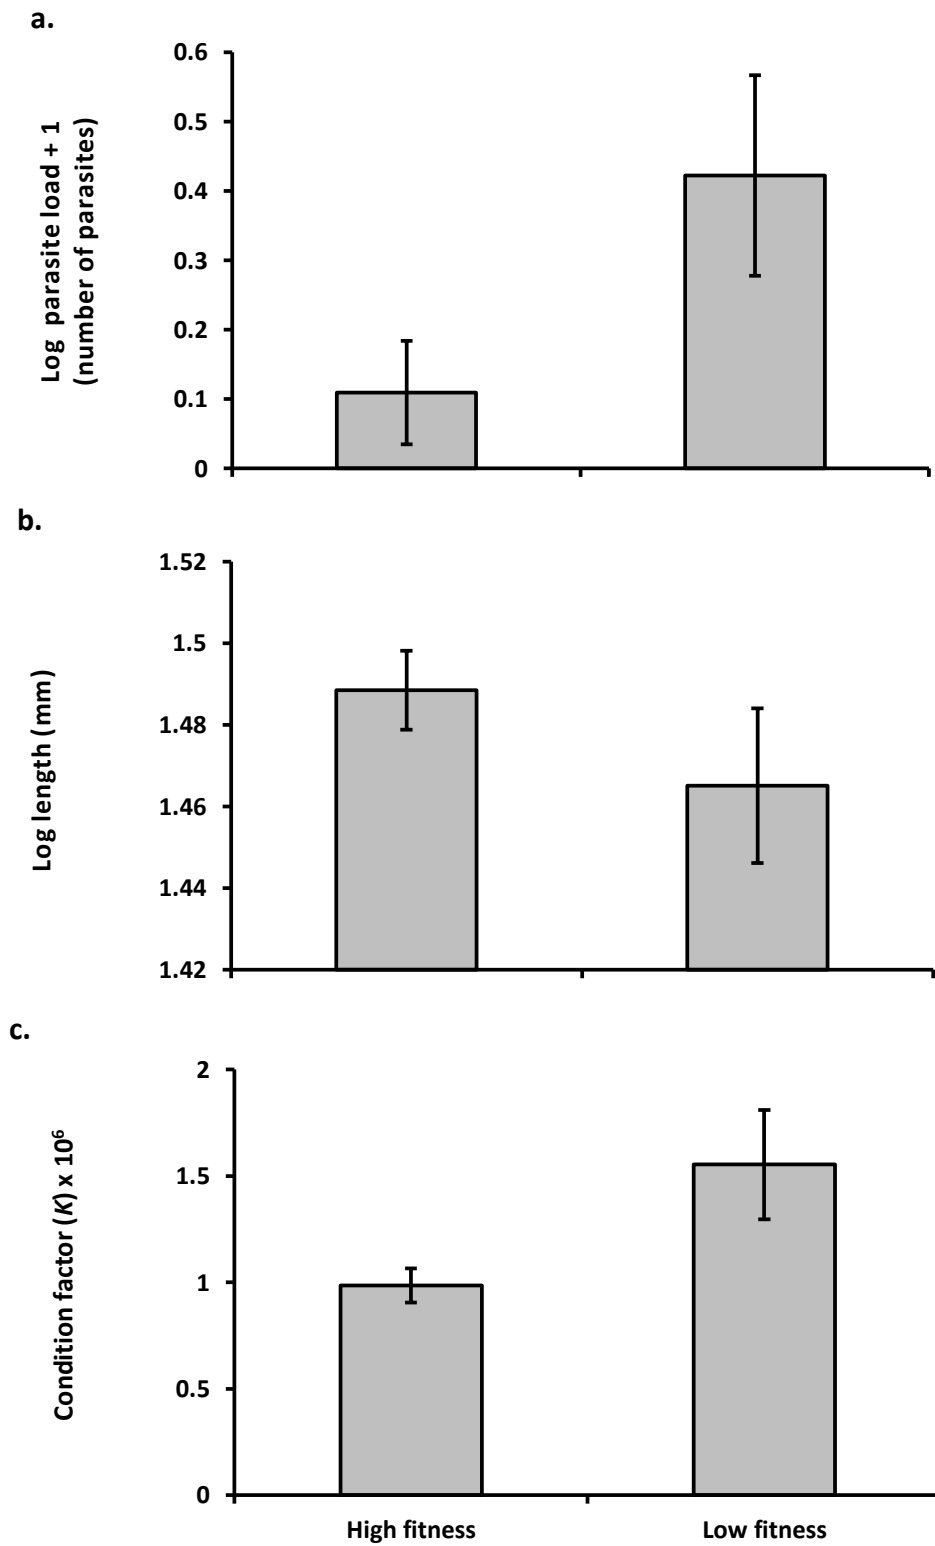 a.
Log parasite load + 1
(number of parasites)
0.6
0.5
0.4
0.3
0.2
0.1
0
b.
Log length (mm)
1.52
1.5
1.48
1.46
1.44
1.42
c.
Condition factor (K) x 10⁶
2
1.5
1
0.5
0
High fitness
Low fitness